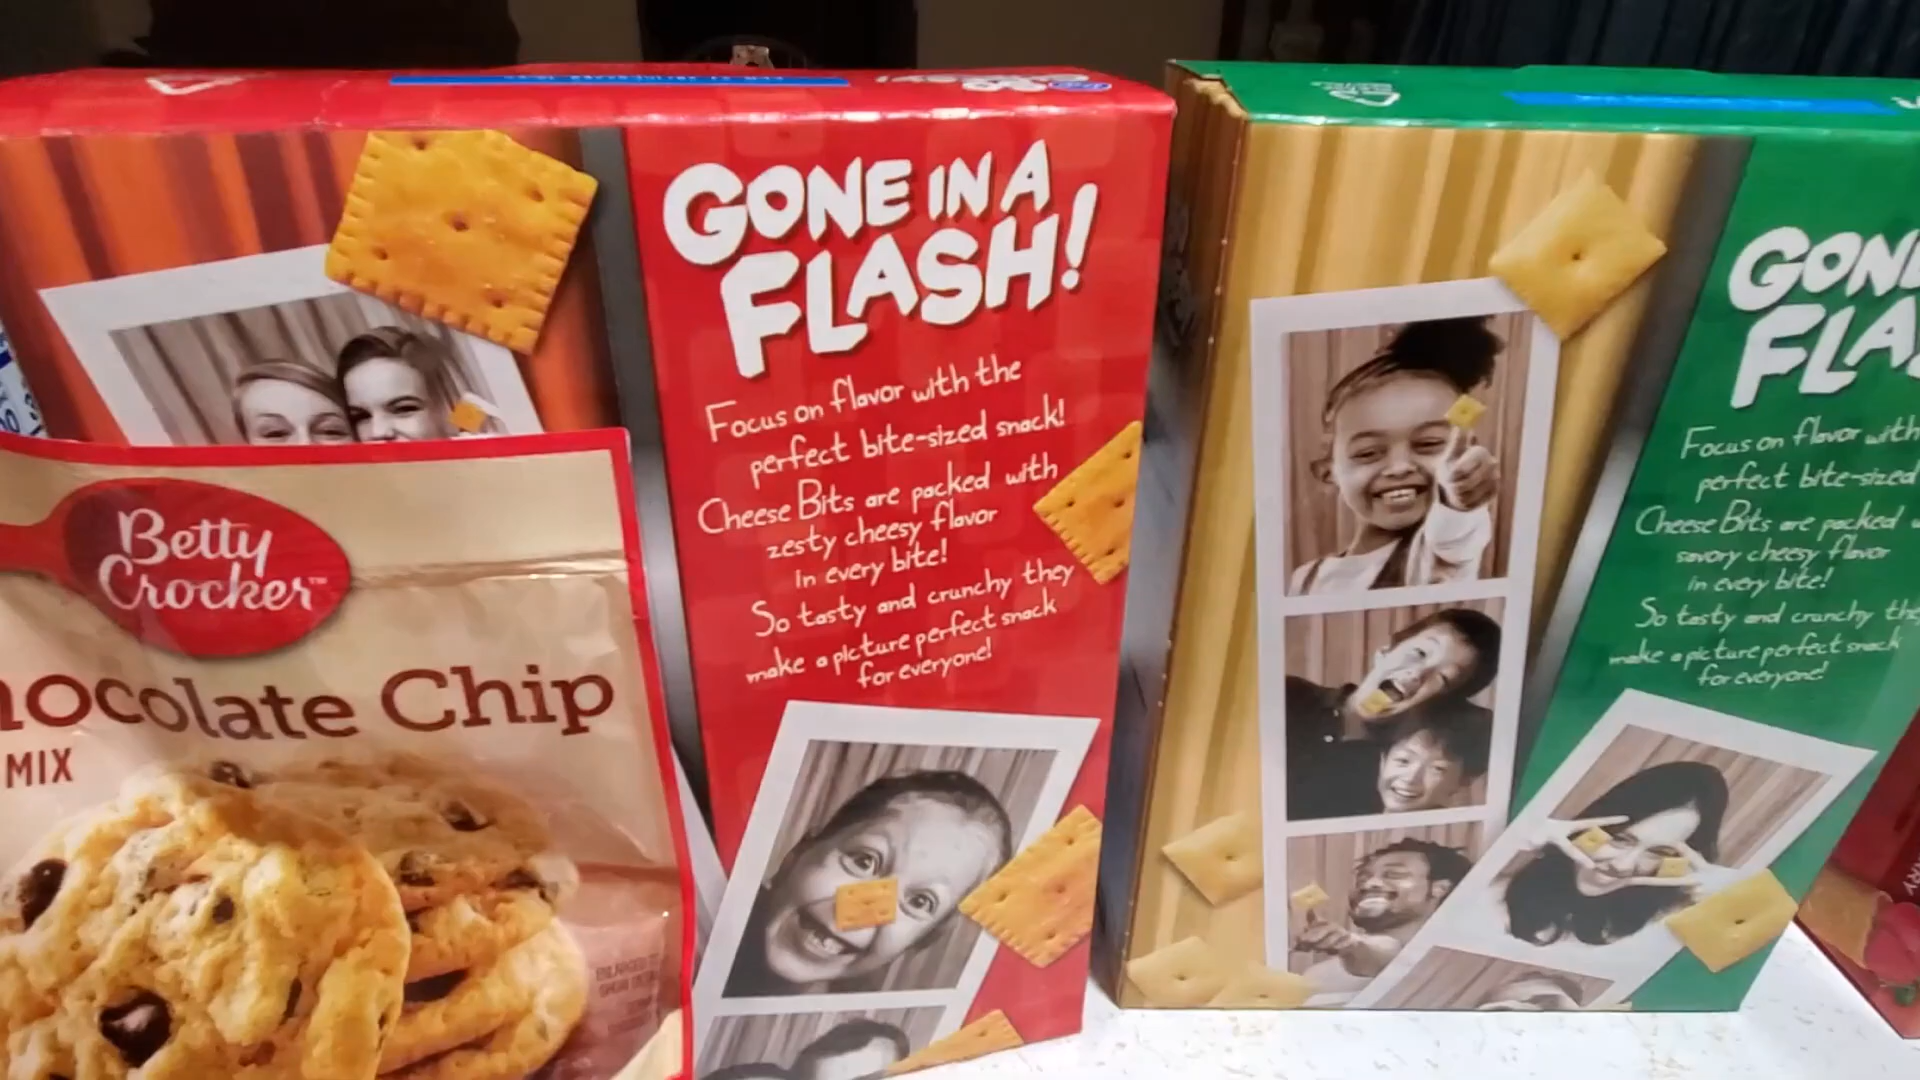 GONE IN A
FLASH!
Focus on flavor with the
perfect bite-sized snack!
Cheese Bits are packed with
zesty cheesy flavor
in every bite!
So tasty and crunchy they
make a picture perfect snack
for everyone!
Betty
Crocker™
hocolate Chip
MIX
GON
FLA
Focus on flavor with
perfect bite-sized
Cheese Bits are packed
savory cheesy flavor
in every bite!
So tasty and crunchy the
make a picture perfect snack
for everyone!